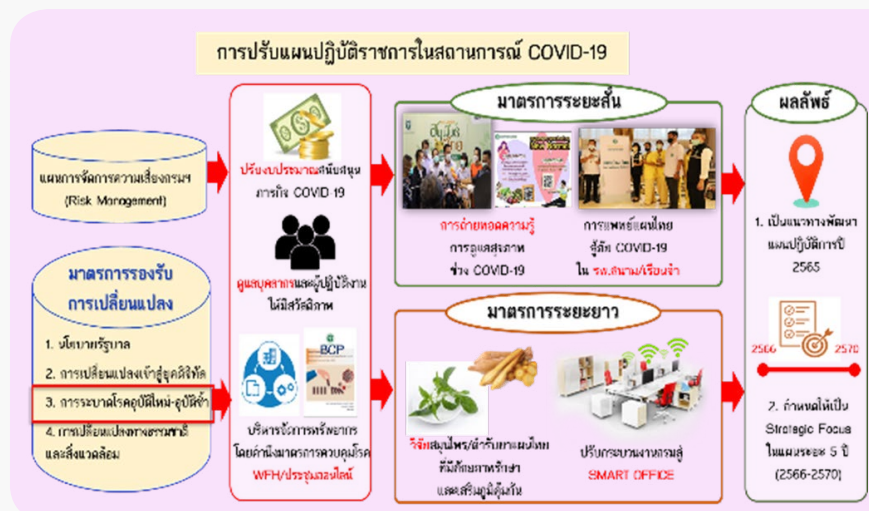 การปรับแผนปฏิบัติราชการในสถานการณ์ COVID-19
แผนการจัดการความเสี่ยงกรมฯ
(Risk Management)
มาตรการรองรับ
การเปลี่ยนแปลง
1. นโยบายรัฐบาล
2. การเปลี่ยนแปลงเข้าสู่ยุคดิจิทัล
3. การระบาดโรคอุบัติใหม่-อุบัติซ้ำ
4. การเปลี่ยนแปลงทางธรรมชาติ
และสิ่งแวดล้อม
ปรับงบประมาณสนับสนุน
ภารกิจ COVID-19
ดูแลบุคลากรและผู้ปฏิบัติงาน
ให้มีสวัสดิภาพ
BCP
บริหารจัดการทรัพยากร
โดยคำนึงมาตรการควบคุมโรค
WFH/ประชุมออนไลน์
มาตรการระยะสั้น
การถ่ายทอดความรู้
การดูแลสุขภาพ
ช่วง COVID-19
การแพทย์แผนไทย
สู้ภัย COVID-19
ใน รพ.สนาม/เรือนจำ
มาตรการระยะยาว
วิจัยสมุนไพร/ตำรับยาแผนไทย
ที่มีศักยภาพรักษา
และเสริมภูมิคุ้มกัน
ปรับกระบวนงานกรมสู่
SMART OFFICE
ผลลัพธ์
1. เป็นแนวทางพัฒนา
แผนปฏิบัติการปี
2565
2566
2570
2. กำหนดให้เป็น
Strategic Focus
ในแผนระยะ 5 ปี
(2566-2570)